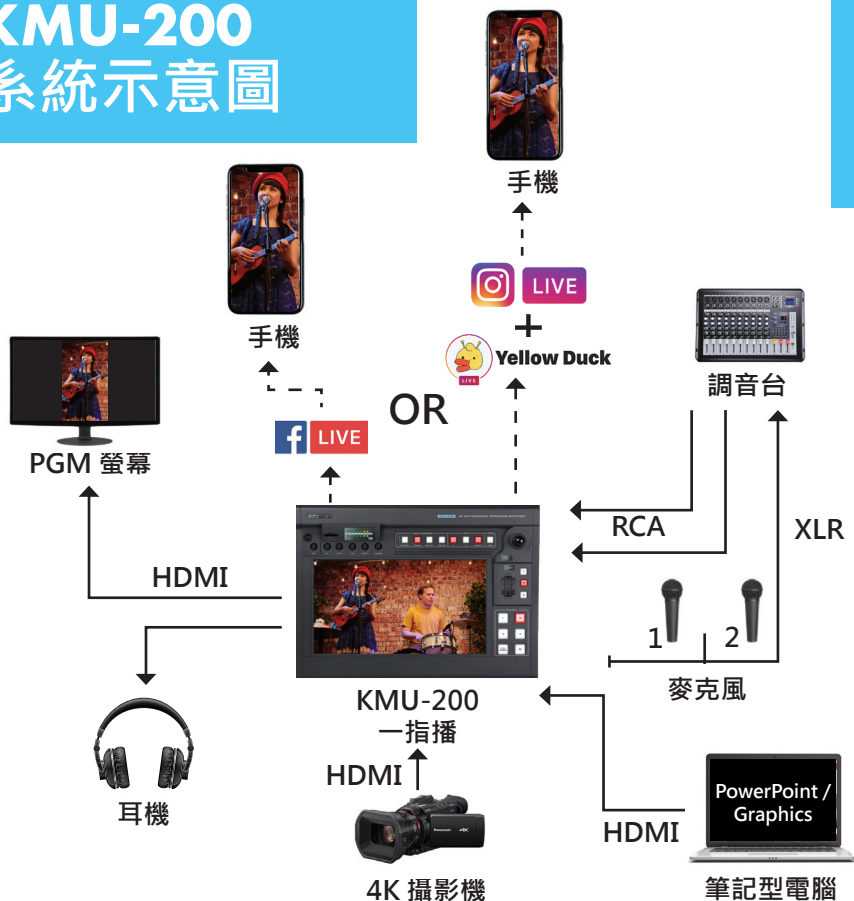 KMU-200
系統示意圖
手機
LIVE
+
LIVE
Yellow Duck
手機
f LIVE
OR
調音台
PGM 螢幕
HDMI
RCA
XLR
1
2
麥克風
KMU-200
一指播
耳機
HDMI
4K 攝影機
HDMI
PowerPoint /
Graphics
筆記型電腦